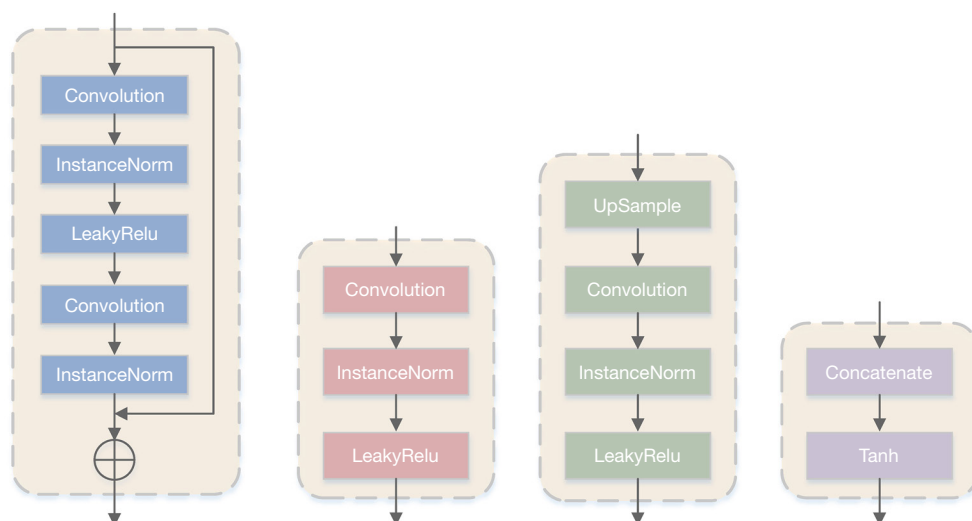 Convolution
InstanceNorm
LeakyRelu
Convolution
InstanceNorm
Convolution
InstanceNorm
LeakyRelu
UpSample
Convolution
InstanceNorm
LeakyRelu
Concatenate
Tanh